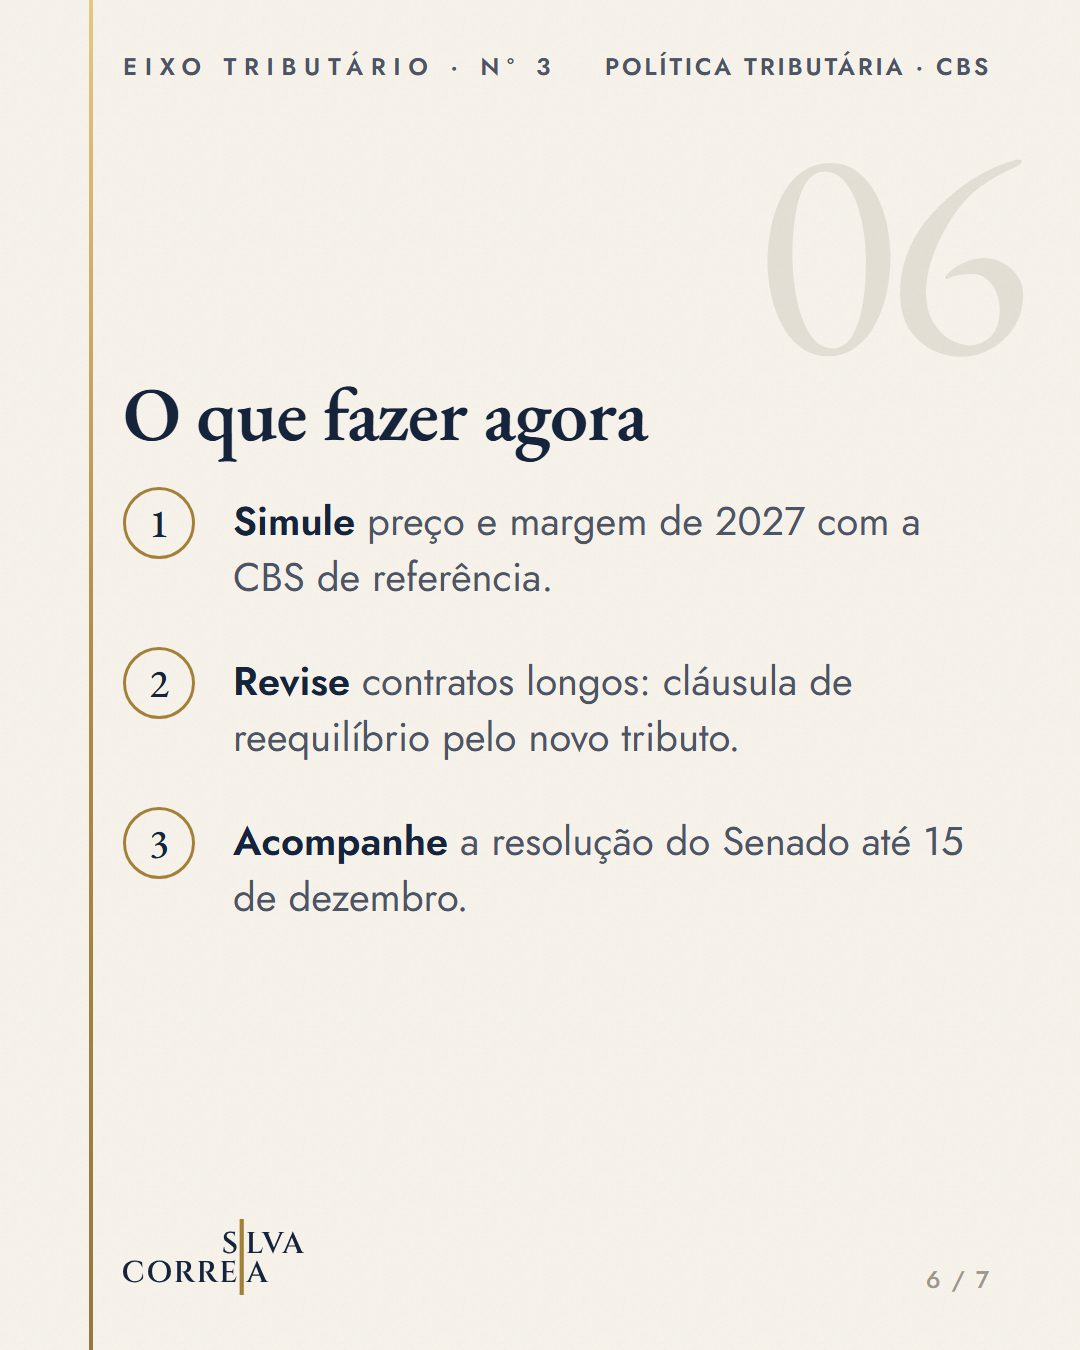 EIXO TRIBUTÁRIO · N° 3
POLÍTICA TRIBUTÁRIA · CBS
06
O que fazer agora
1
Simule preço e margem de 2027 com a
CBS de referência.
2
Revise contratos longos: cláusula de
reequilíbrio pelo novo tributo.
3
Acompanhe a resolução do Senado até 15
de dezembro.
SILVA
CORREIA
6 / 7